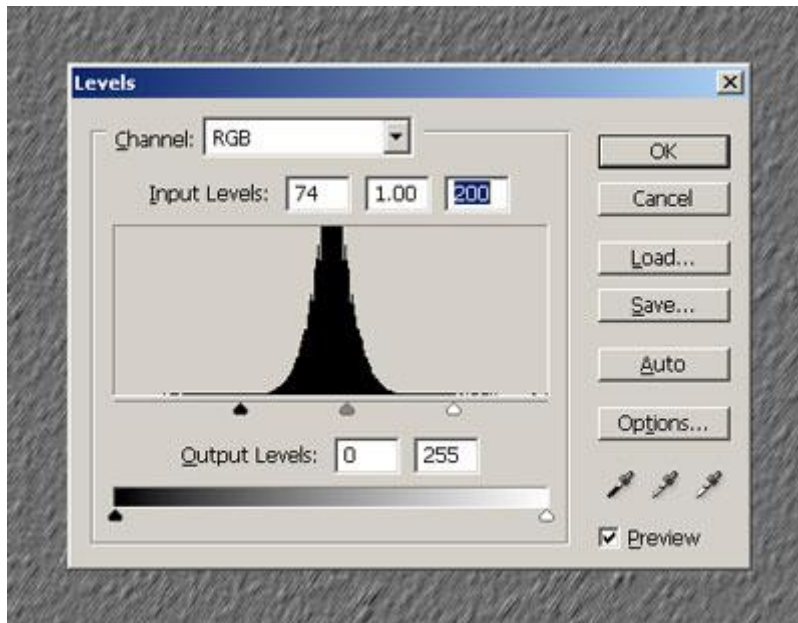 Levels
Channel: RGB
Input Levels: 74 1.00 200
Output Levels: 0 255
OK
Cancel
Load...
Save...
Auto
Options...
Preview